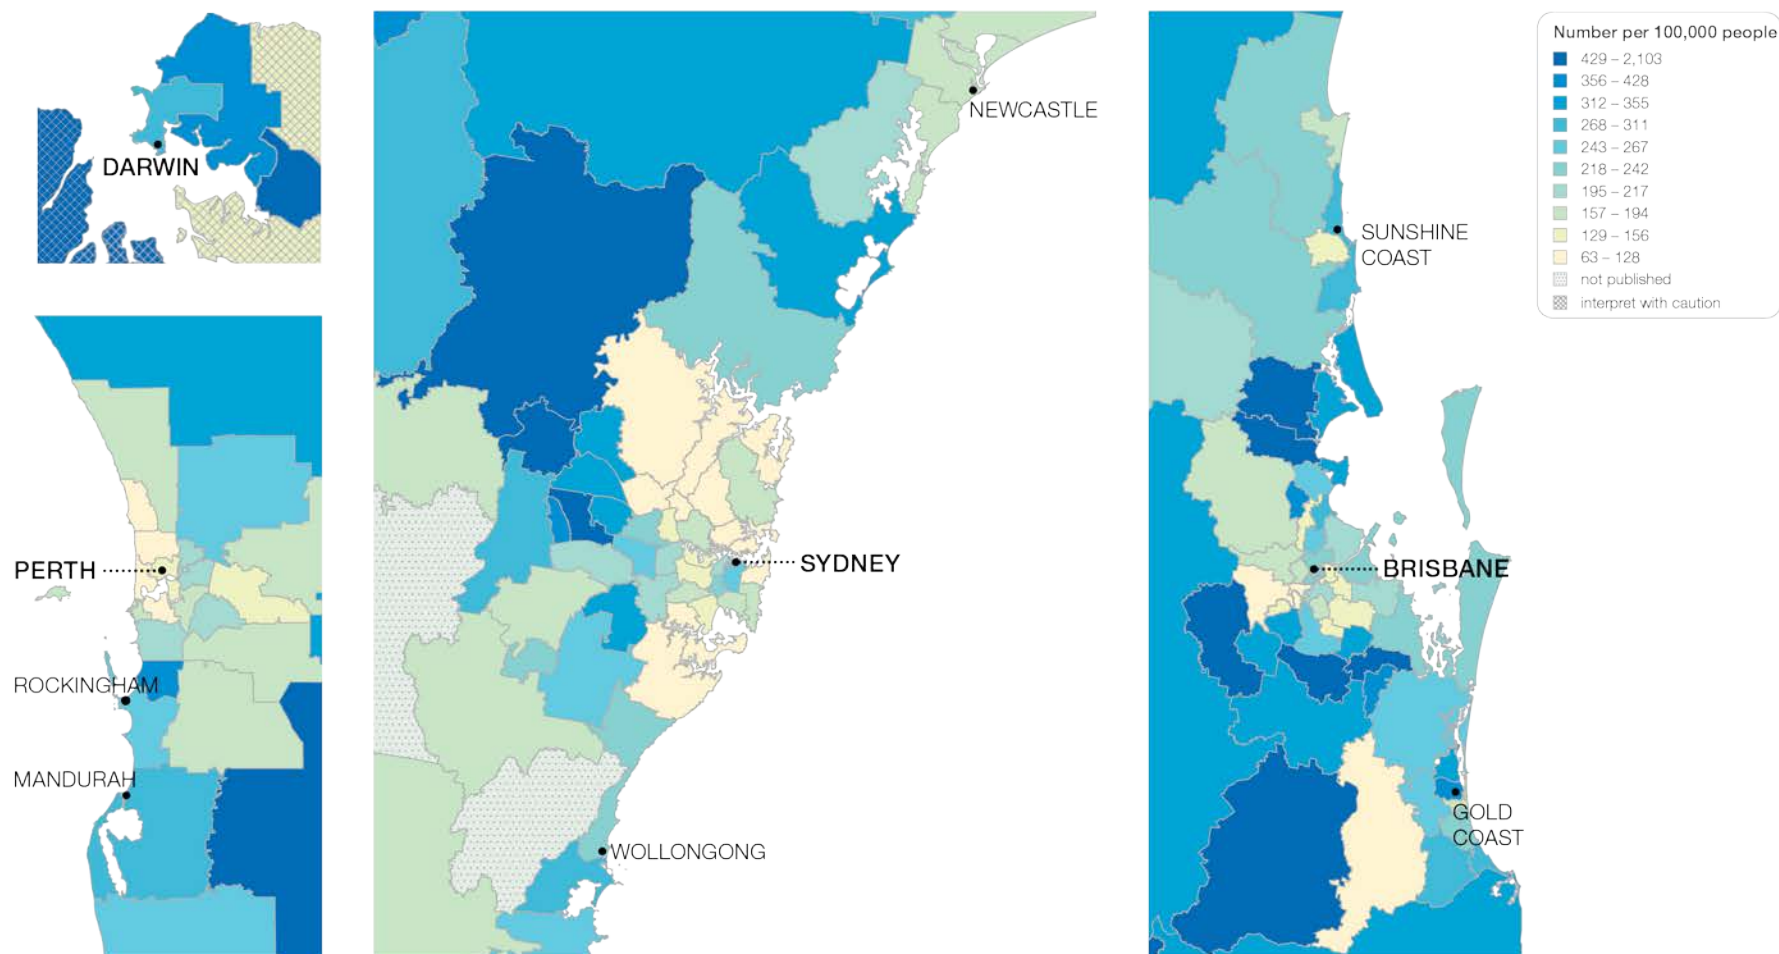 Number per 100,000 people
429 – 2,103
356 – 428
312 – 355
268 – 311
243 – 267
218 – 242
195 – 217
157 – 194
129 – 156
63 – 128
not published
interpret with caution
NEWCASTLE
DARWIN
SUNSHINE
COAST
PERTH
SYDNEY
BRISBANE
ROCKINGHAM
MANDURAH
GOLD
COAST
WOLLONGONG